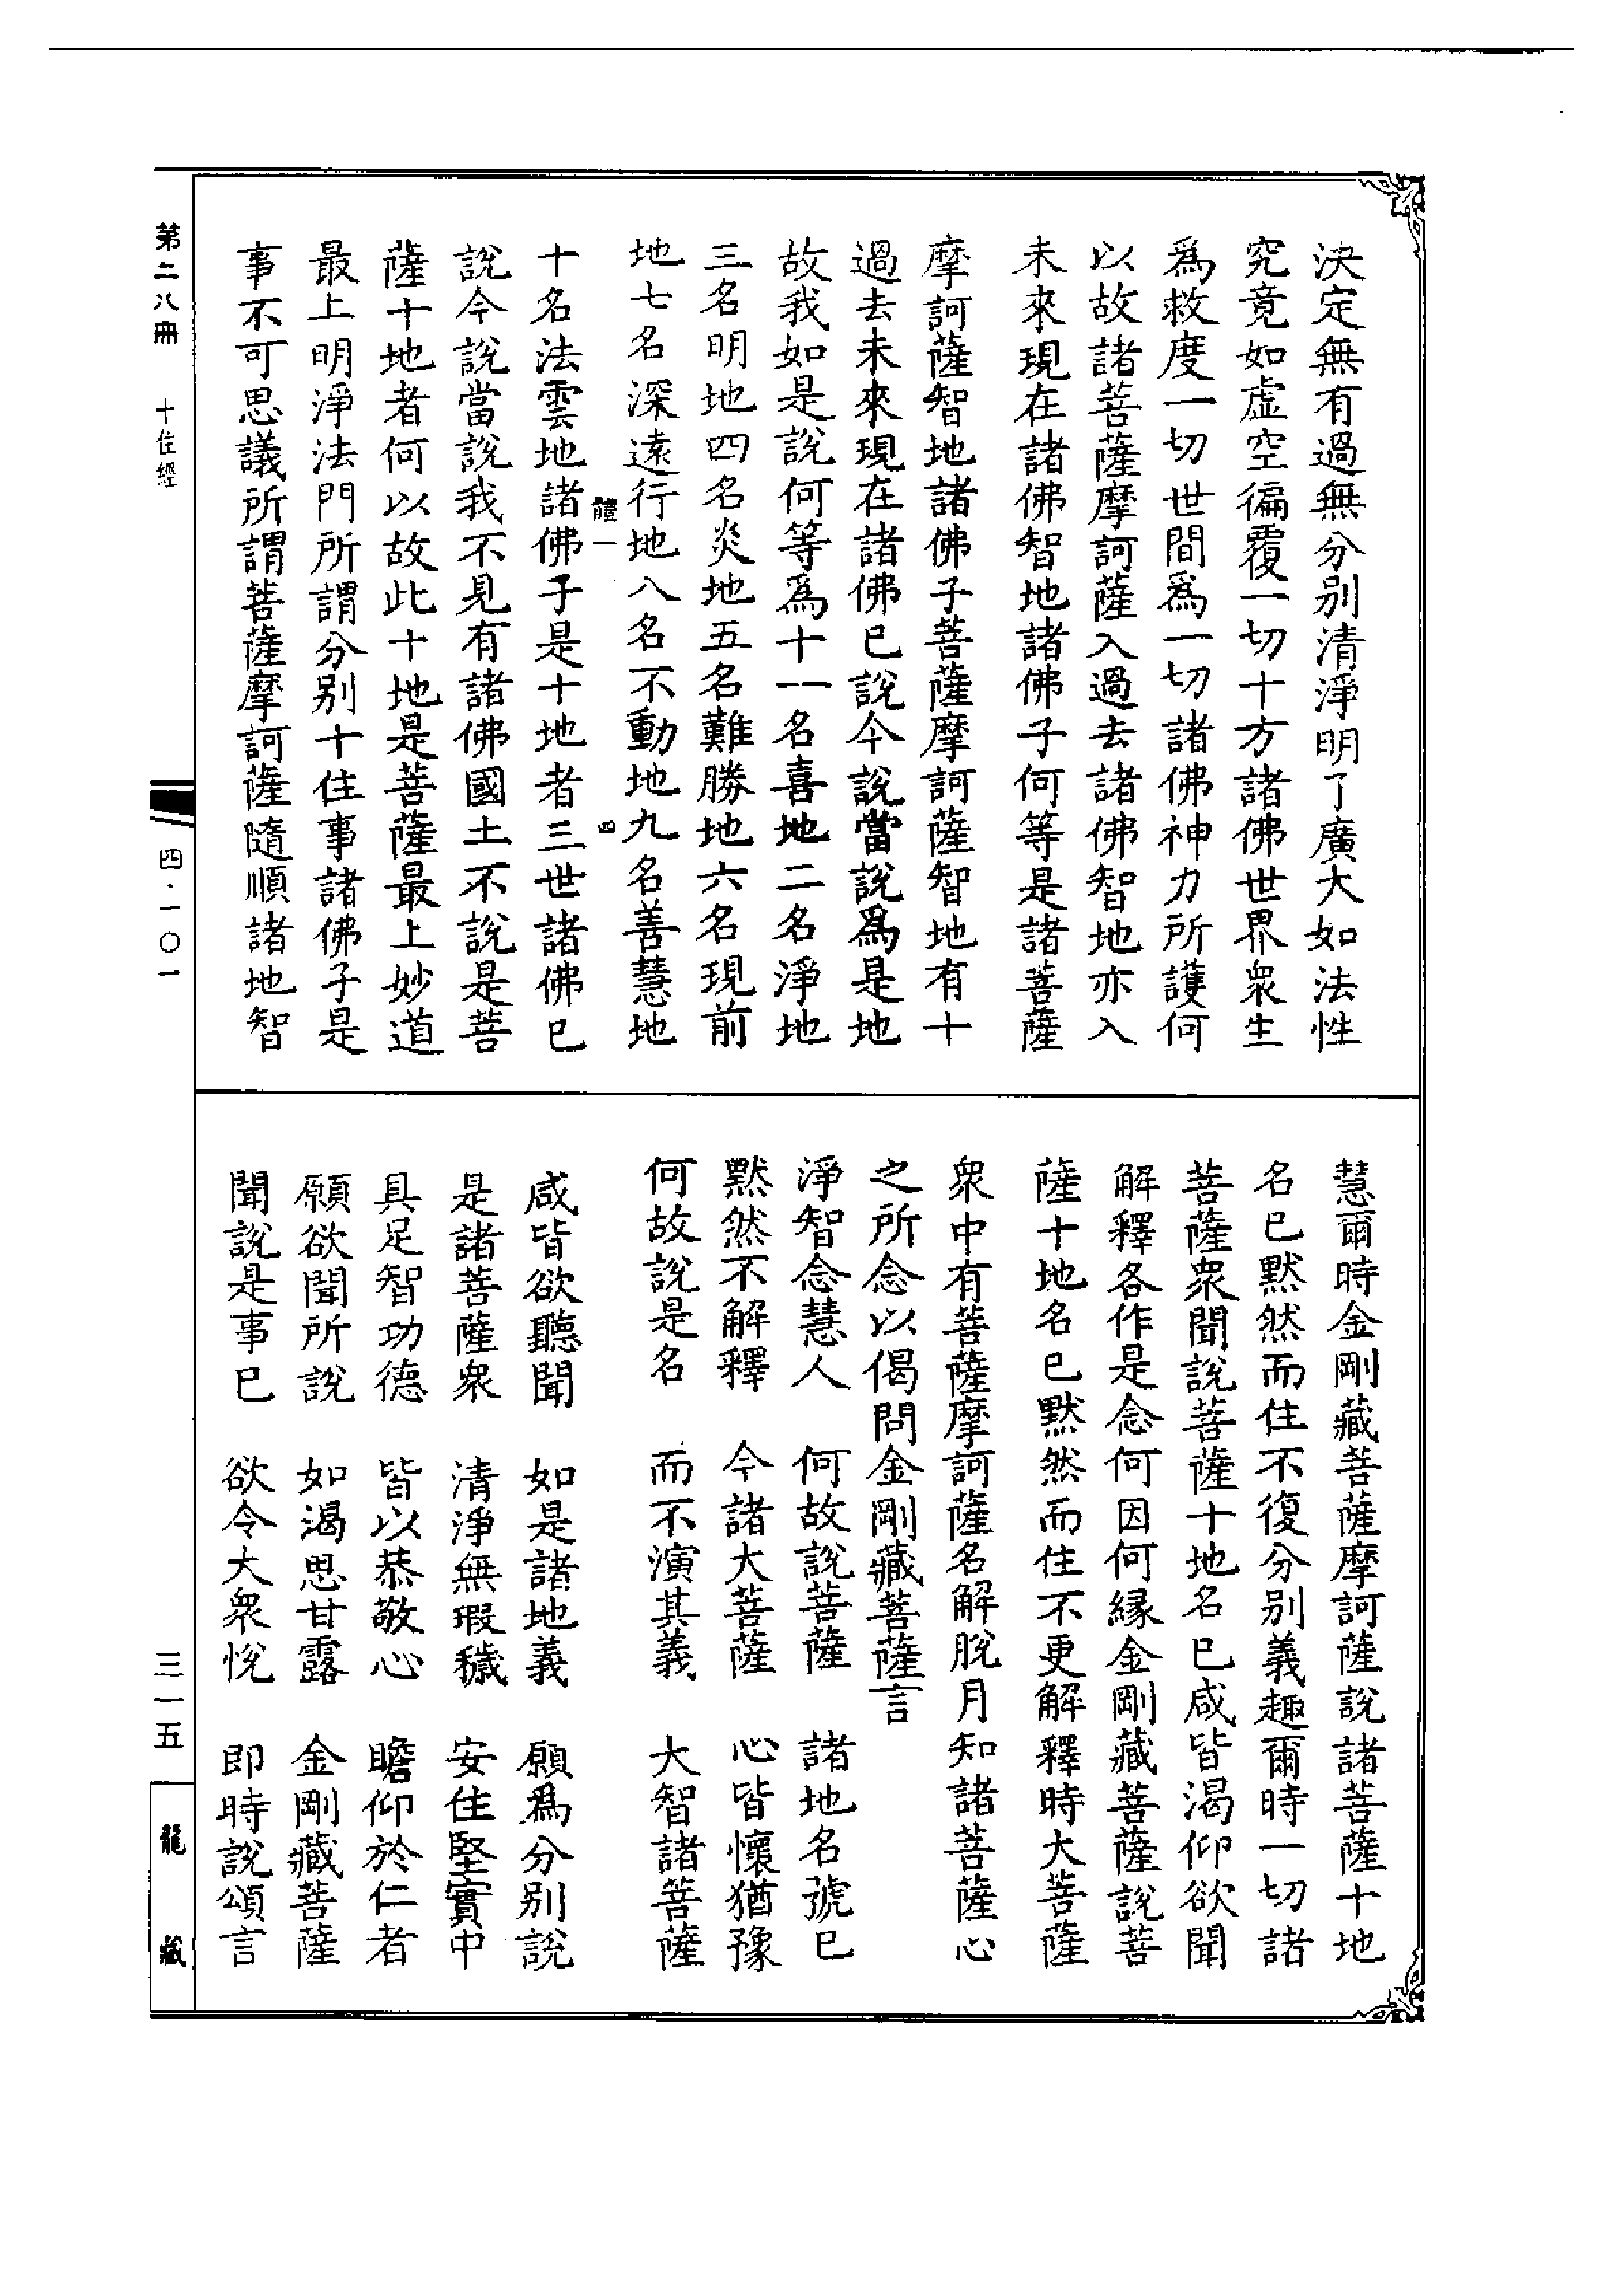 決定無有過無分別清淨明了廣大如法性
究竟如虛空徧覆一切十方諸佛世界衆生
爲救度一切世間爲一切諸佛神力所護何
以故諸菩薩摩訶薩入過去諸佛智地亦入
未來現在諸佛智地諸佛子何等是諸菩薩
摩訶薩智地諸佛子菩薩摩訶薩智地有十
過去未來現在諸佛已說今說當說爲是地
故我如是說何等爲十一名喜地二名淨地
三名明地四名炎地五名難勝地六名現前
地七名深遠行地八名不動地九名善慧地
體一 四
十名法雲地諸佛子是十地者三世諸佛已
說今說當說我不見有諸佛國土不說是菩
薩十地者何以故此十地是菩薩最上妙道
最上明淨法門所謂分別十住事諸佛子是
事不可思議所謂菩薩摩訶薩隨順諸地智
慧爾時金剛藏菩薩摩訶薩說諸菩薩十地
名已默然而住不復分別義趣爾時一切諸
菩薩衆聞說菩薩十地名已咸皆渴仰欲聞
解釋各作是念何因何緣金剛藏菩薩說菩
薩十地名已默然而住不更解釋時大菩薩
衆中有菩薩摩訶薩名解脫月知諸菩薩心
之所念以偈問金剛藏菩薩言
淨智念慧人 何故說菩薩 諸地名號已
默然不解釋 今諸大菩薩 心皆懷猶豫
何故說是名 而不演其義 大智諸菩薩
咸皆欲聽聞 如是諸地義 願爲分別說
是諸菩薩衆 清淨無瑕穢 安住堅實中
具足智功德 皆以恭敬心 瞻仰於仁者
願欲聞所說 如渴思甘露 金剛藏菩薩
聞說是事已 欲令大衆悅 即時說頌言
第二八冊 十住經
四·一〇一
三一五
龍藏